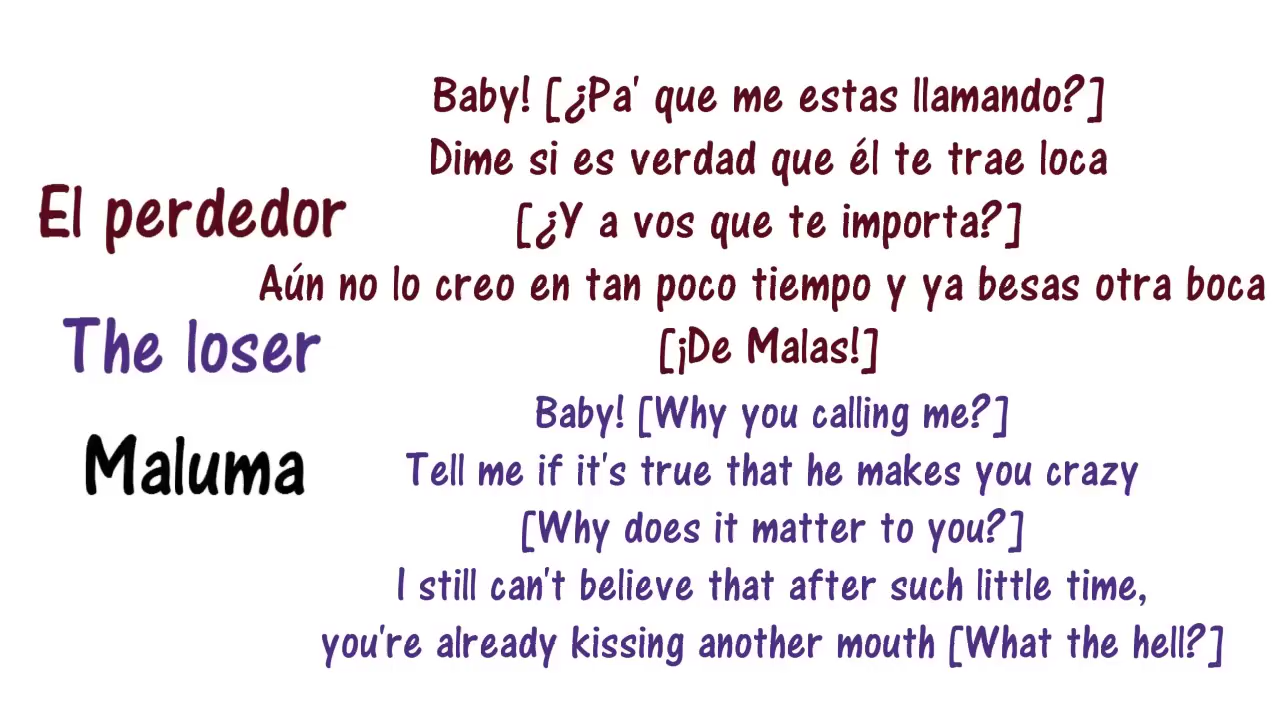 El perdedor
The loser
Maluma
Baby! [¿Pa' que me estas llamando?]
Dime si es verdad que él te trae loca
[¿Y a vos que te importa?]
Aún no lo creo en tan poco tiempo y ya besas otra boca
[¡De Malas!]
Baby! [Why you calling me?]
Tell me if it's true that he makes you crazy
[Why does it matter to you?]
I still can't believe that after such little time,
you're already kissing another mouth [What the hell?]